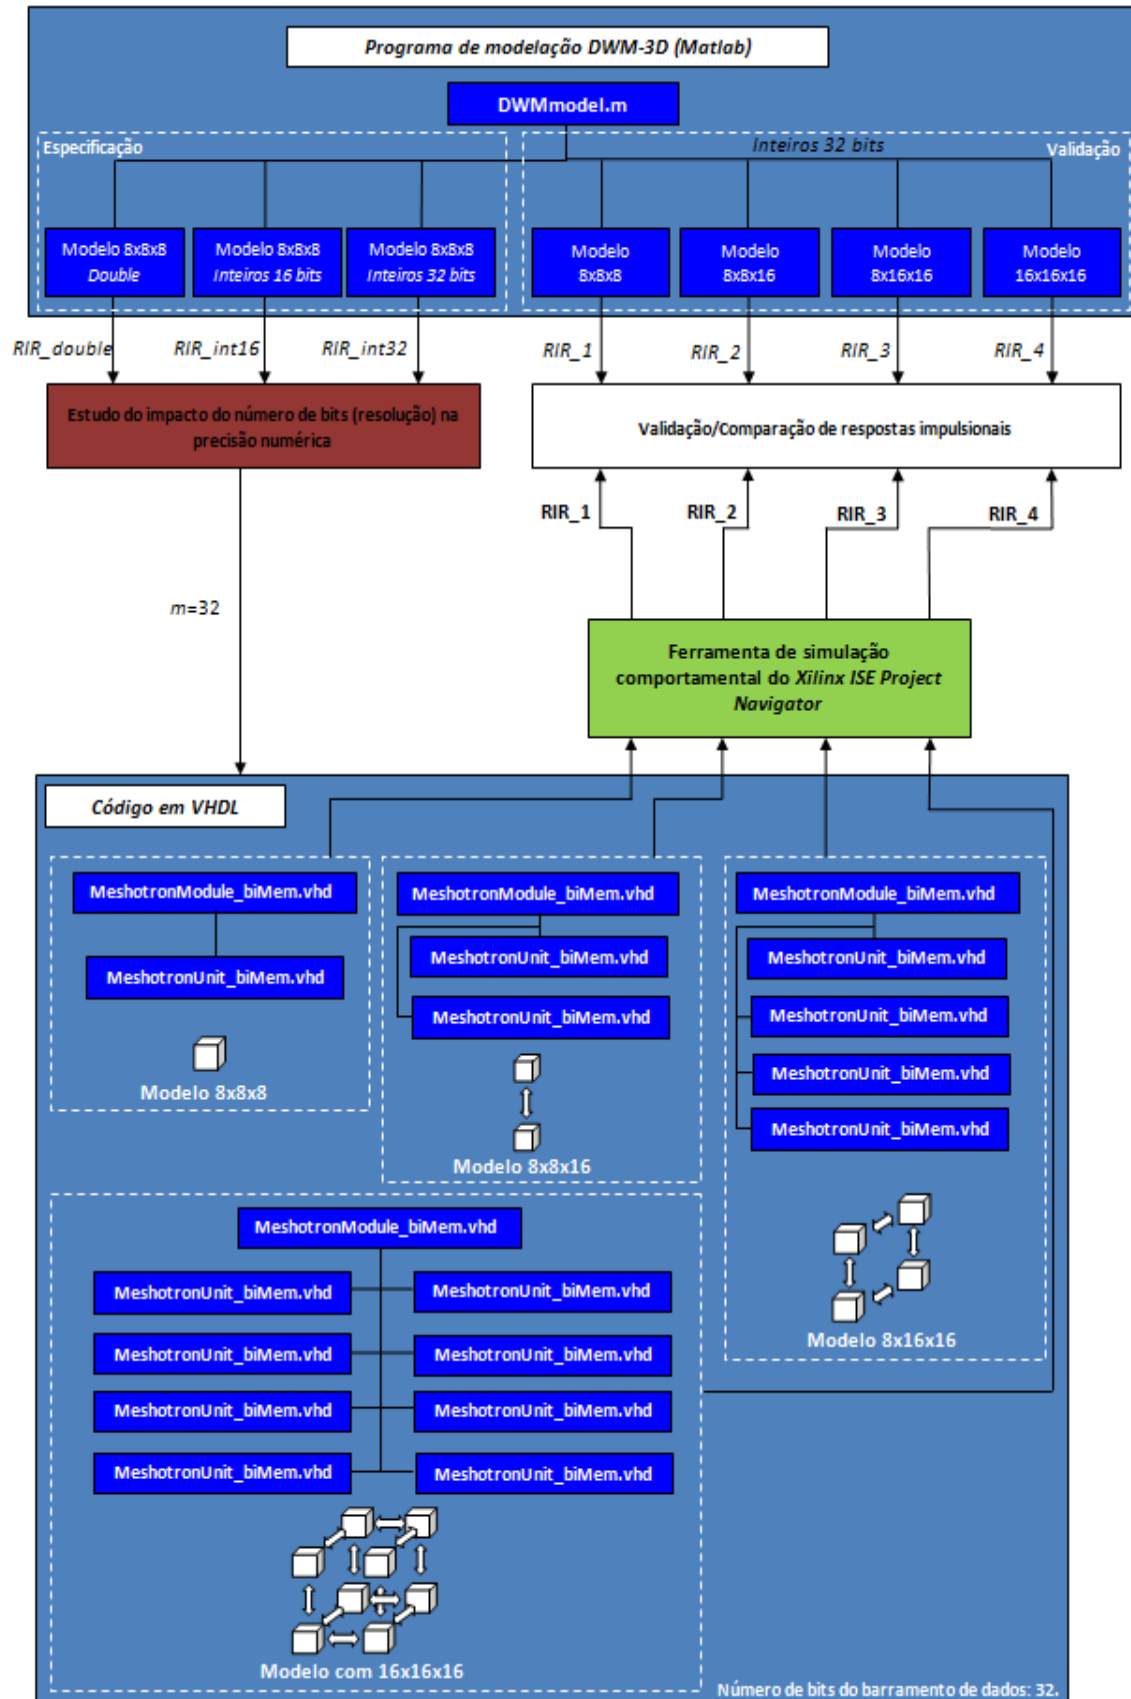 Programa de modelação DWM-3D (Matlab)
DWMmodel.m
Especificação
Inteiros 32 bits
Validação
Modelo 8x8x8
Double
Modelo 8x8x8
Inteiros 16 bits
Modelo 8x8x8
Inteiros 32 bits
Modelo
8x8x8
Modelo
8x8x16
Modelo
8x16x16
Modelo
16x16x16
RIR_double
RIR_int16
RIR_int32
RIR_1
RIR_2
RIR_3
RIR_4
Estudo do impacto do número de bits (resolução) na
precisão numérica
Validação/Comparação de respostas impulsionais
RIR_1
RIR_2
RIR_3
RIR_4
m=32
Ferramenta de simulação
comportamental do Xilinx ISE Project
Navigator
Código em VHDL
MeshotronModule_biMem.vhd
MeshotronUnit_biMem.vhd
Modelo 8x8x8
MeshotronModule_biMem.vhd
MeshotronUnit_biMem.vhd
MeshotronUnit_biMem.vhd
Modelo 8x8x16
MeshotronModule_biMem.vhd
MeshotronUnit_biMem.vhd
MeshotronUnit_biMem.vhd
MeshotronUnit_biMem.vhd
MeshotronUnit_biMem.vhd
Modelo 8x16x16
MeshotronModule_biMem.vhd
MeshotronUnit_biMem.vhd
MeshotronUnit_biMem.vhd
MeshotronUnit_biMem.vhd
MeshotronUnit_biMem.vhd
MeshotronUnit_biMem.vhd
MeshotronUnit_biMem.vhd
MeshotronUnit_biMem.vhd
MeshotronUnit_biMem.vhd
Modelo com 16x16x16
Número de bits do barramento de dados: 32.